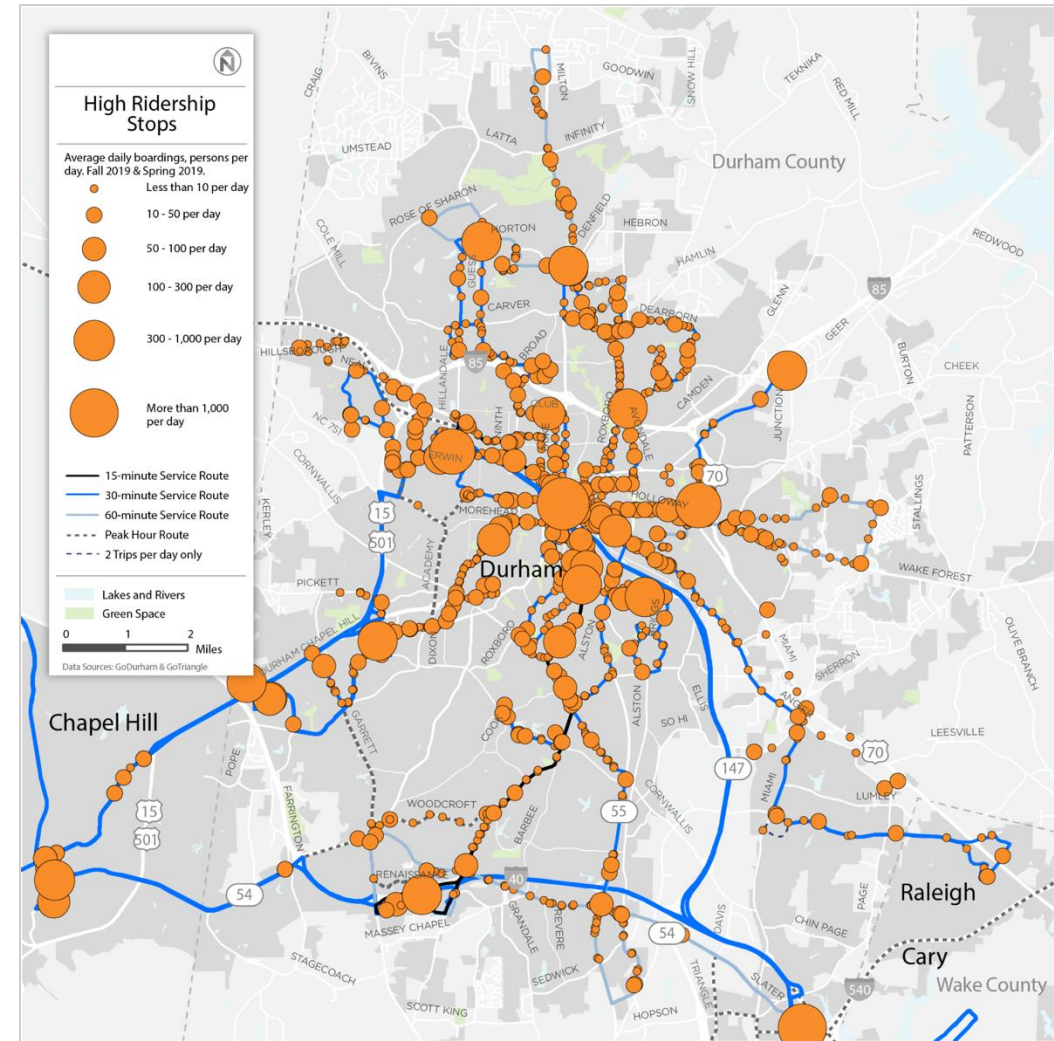 N
High Ridership
Stops
Average daily boardings, persons per
day. Fall 2019 & Spring 2019.
Less than 10 per day
10 - 50 per day
50 - 100 per day
100 - 300 per day
300 - 1,000 per day
More than 1,000
per day
15-minute Service Route
30-minute Service Route
60-minute Service Route
Peak Hour Route
2 Trips per day only
Lakes and Rivers
Green Space
0 1 2
Miles
Data Sources: GoDurham & GoTriangle
CRAIG
BIVINS
MILTON
GOODWIN
SNOW HILL
TEKNIKA
RED MILL
LATTA
INFINITY
UMSTEAD
Durham County
ROSE OF SHARON
HORTON
DENFIELD
HEBRON
HAMLIN
REDWOOD
COLE MILL
GUESS
CARVER
DEARBORN
GLENN
85
GEER
HILLSBOROUGH
NEAL
HILLANDALE
85
BROAD
CAMDEN
BURTON
CHEEK
NC 751
NINTH
CLUB
ROXBORO
AVONDALE
JUNCTION
PATTERSON
CORNWALLIS
ERWIN
70
KERLEY
15
501
MOREHEAD
HOLLOWAY
STALLINGS
ACADEMY
Durham
WAKE FOREST
PICKETT
DURHAM CHAPEL HILL
DIXON
ROXBORO
ALSTON
BRIGGS
MIAMI
SHERRON
OLIVE BRANCH
Chapel Hill
GARRETT
COOK
ALSTON
ELLIS
SO HI
ANGIER
70
LEESVILLE
POPE
15
501
FARRINGTON
147
MIAMI
LUMLEY
WOODCROFT
BARBEE
55
CORNWALLIS
RENAISSANCE
40
54
MASSEY CHAPEL
GRANDALE
REVERE
54
DAVIS
PAGE
Raleigh
CHIN PAGE
STAGECOACH
SEDWICK
TRIANGLE
SLATER
Cary
540
Wake County
SCOTT KING
HOPSON